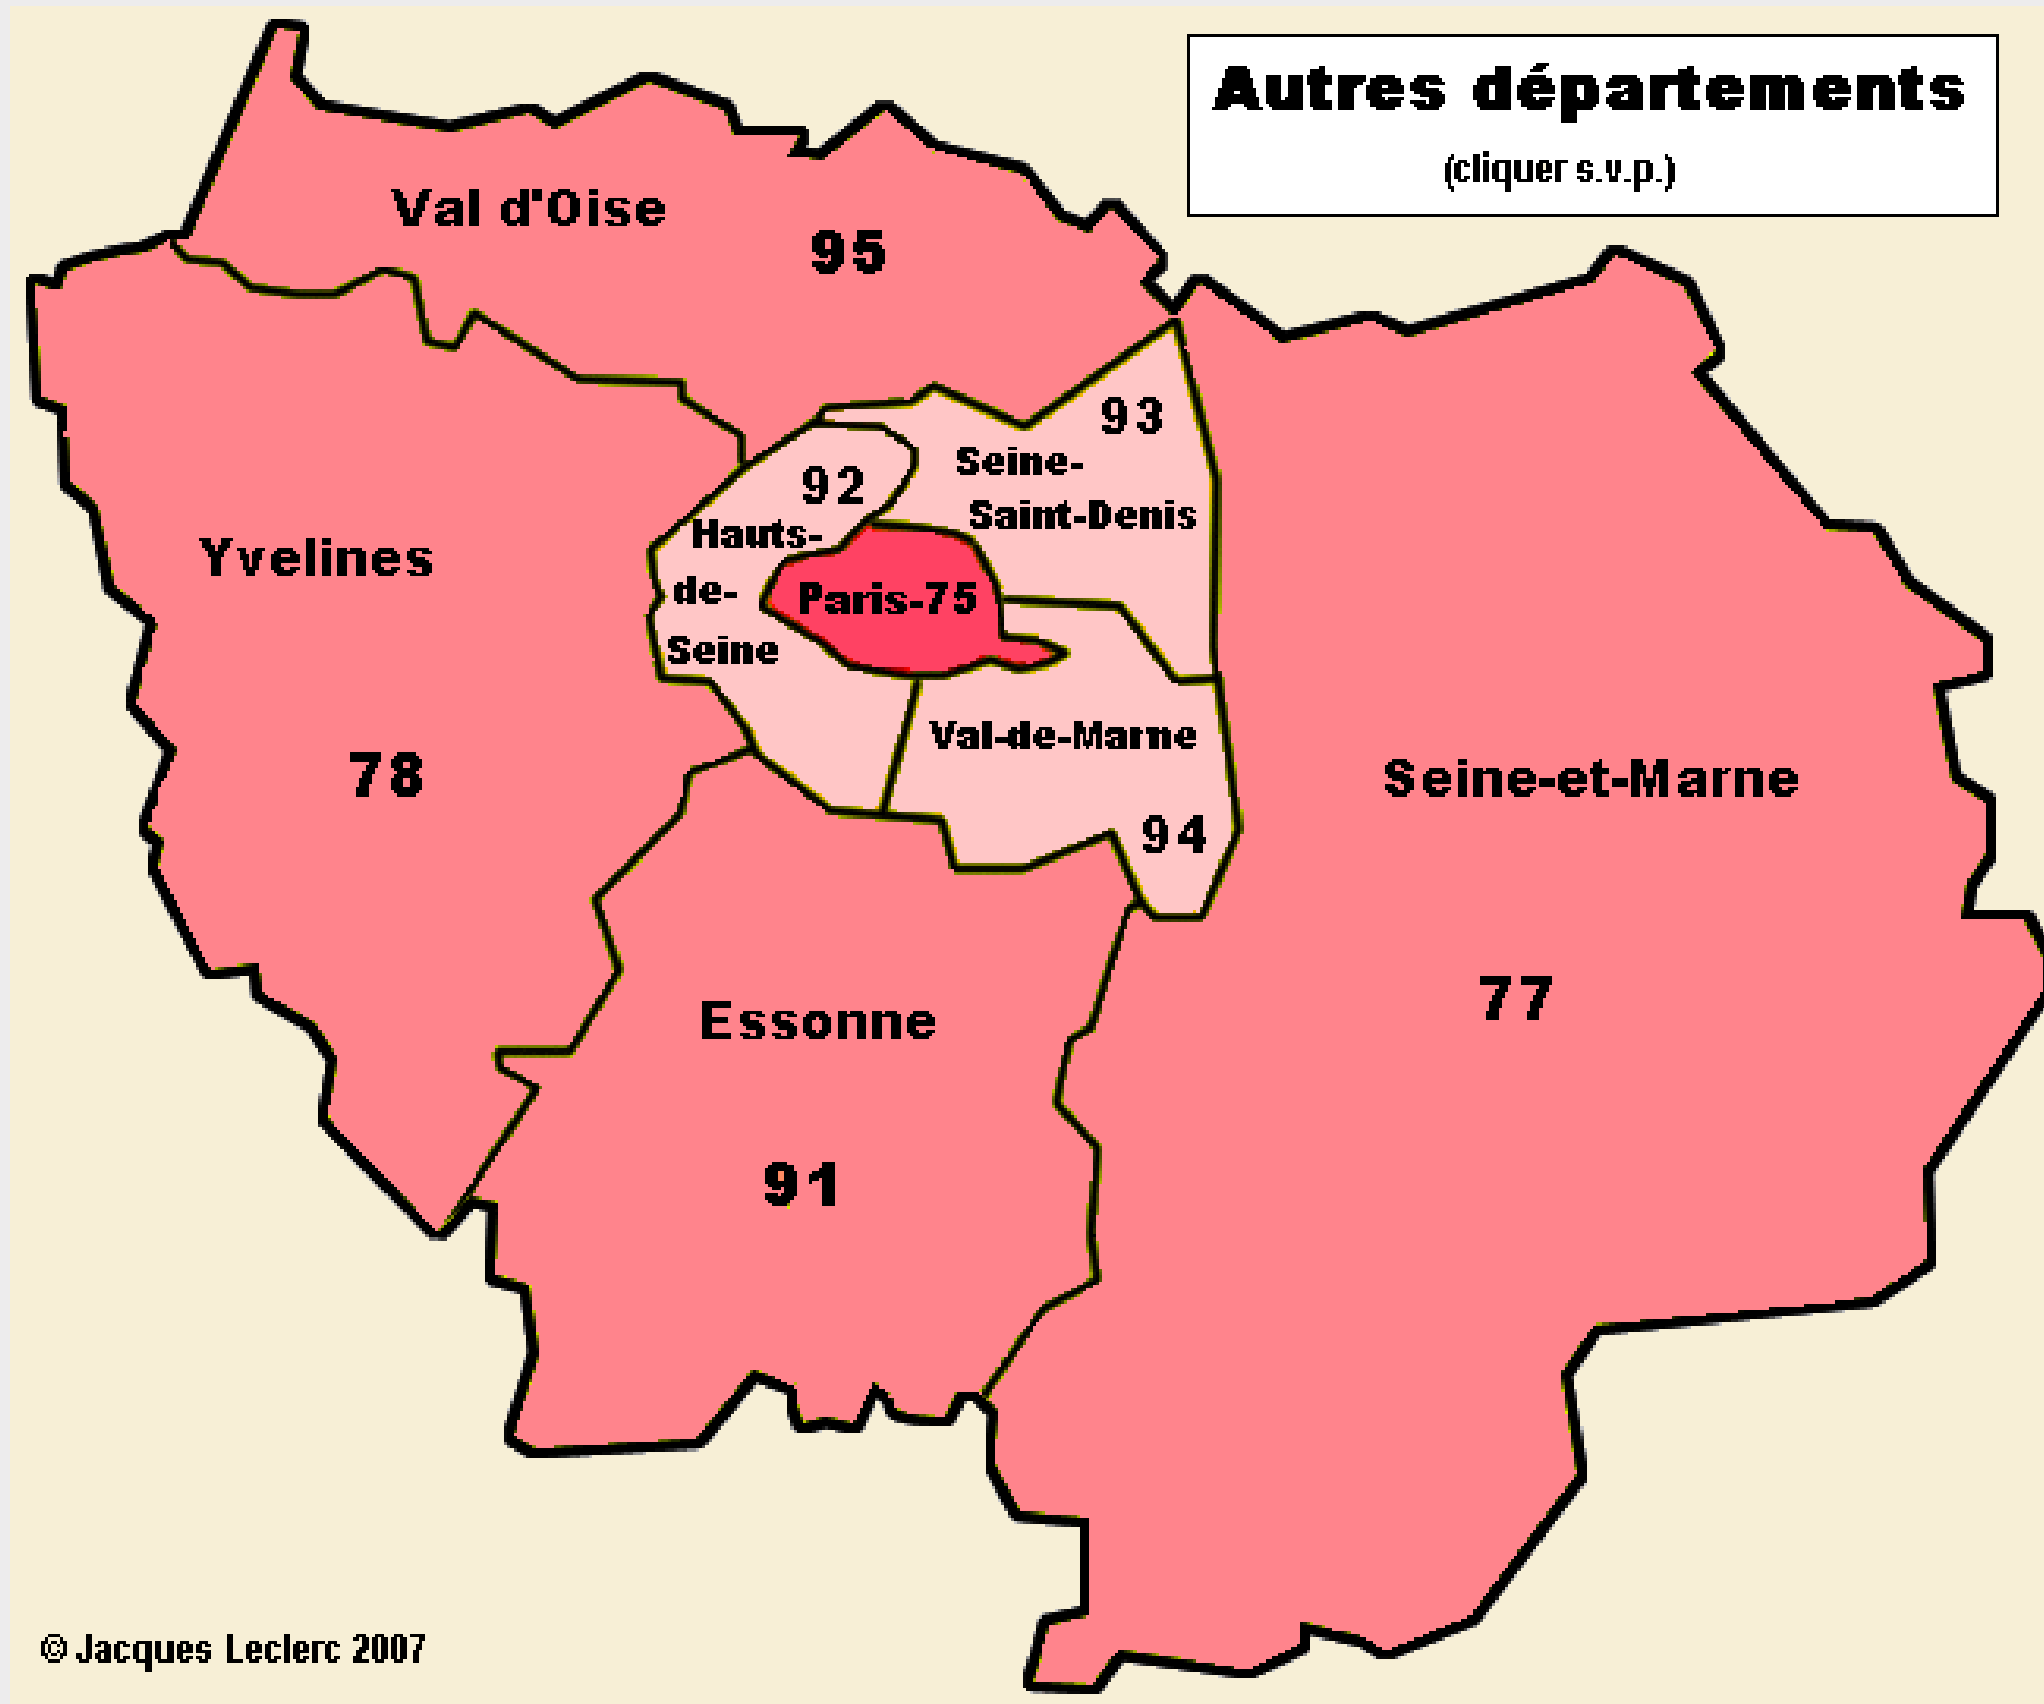 Autres départements
(cliquer s.v.p.)
Val d'Oise
95
93
Seine-
Saint-Denis
92
Hauts-
de-
Seine
Paris-75
Yvelines
78
Val-de-Marne
94
Seine-et-Marne
77
Essonne
91
© Jacques Leclerc 2007